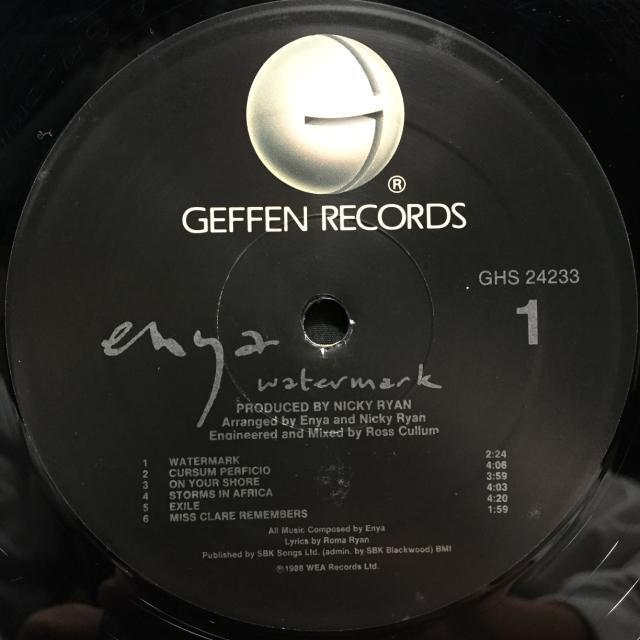 ®
GEFFEN RECORDS
GHS 24233
1
enya
watermark
PRODUCED BY NICKY RYAN
Arranged by Enya and Nicky Ryan
Engineered and Mixed by Ross Cullum
1 WATERMARK 2:24
2 CURSUM PERFICIO 4:06
3 ON YOUR SHORE 3:59
4 STORMS IN AFRICA 4:03
5 EXILE 4:20
6 MISS CLARE REMEMBERS 1:59
All Music Composed by Enya
Lyrics by Roma Ryan
Published by SBK Songs Ltd. (admin. by SBK Blackwood) BMI
℗1988 WEA Records Ltd.